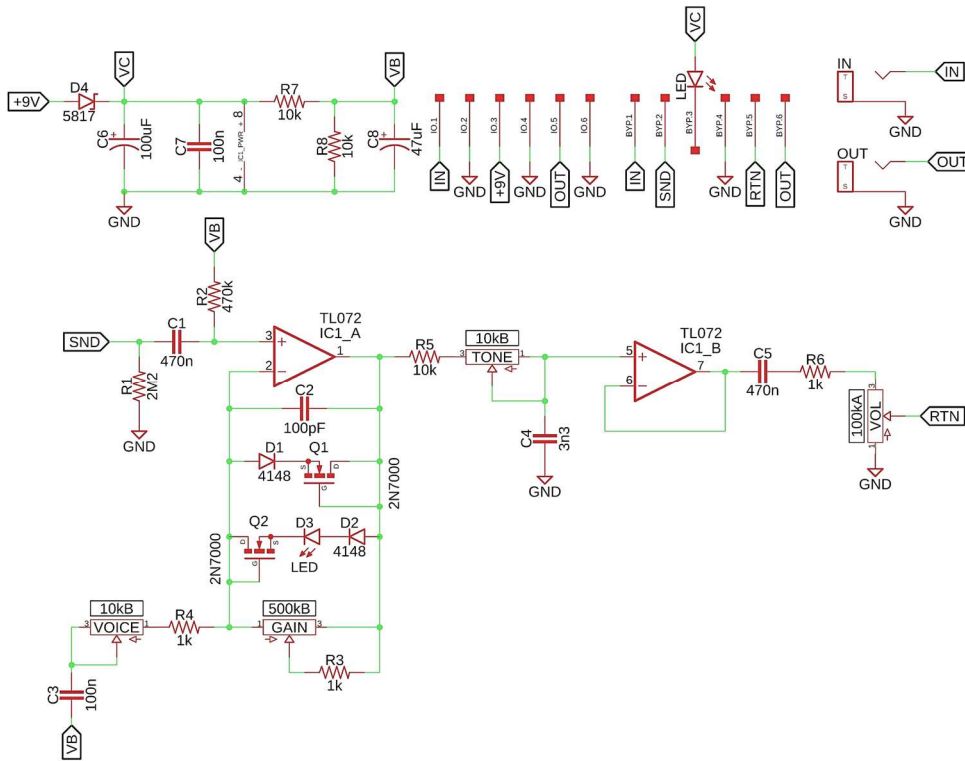 VC
D4
+9V
5817
C6
100uF
C7
100n
8
+
IC1_PWR
-
4
R7
10k
R8
10k
VB
C8
47uF
GND
IO.1
IO.2
IO.3
IO.4
IO.5
IO.6
IN
GND
+9V
GND
OUT
GND
VC
LED
BYP.1
BYP.2
BYP.3
BYP.4
BYP.5
BYP.6
IN
SND
GND
RTN
OUT
IN
T
S
IN
GND
OUT
T
S
OUT
GND
VB
R2
470k
SND
C1
470n
R1
2M2
GND
TL072
IC1_A
3
+
2
-
1
C2
100pF
D1
4148
Q1
S
D
G
2N7000
Q2
D
S
G
2N7000
D3
LED
D2
4148
10kB
3
VOICE
1
R4
1k
500kB
1
GAIN
3
R3
1k
C3
100n
VB
R5
10k
10kB
3
TONE
1
C4
3n3
GND
TL072
IC1_B
5
+
6
-
7
C5
470n
R6
1k
3
100kA
VOL
1
RTN
GND